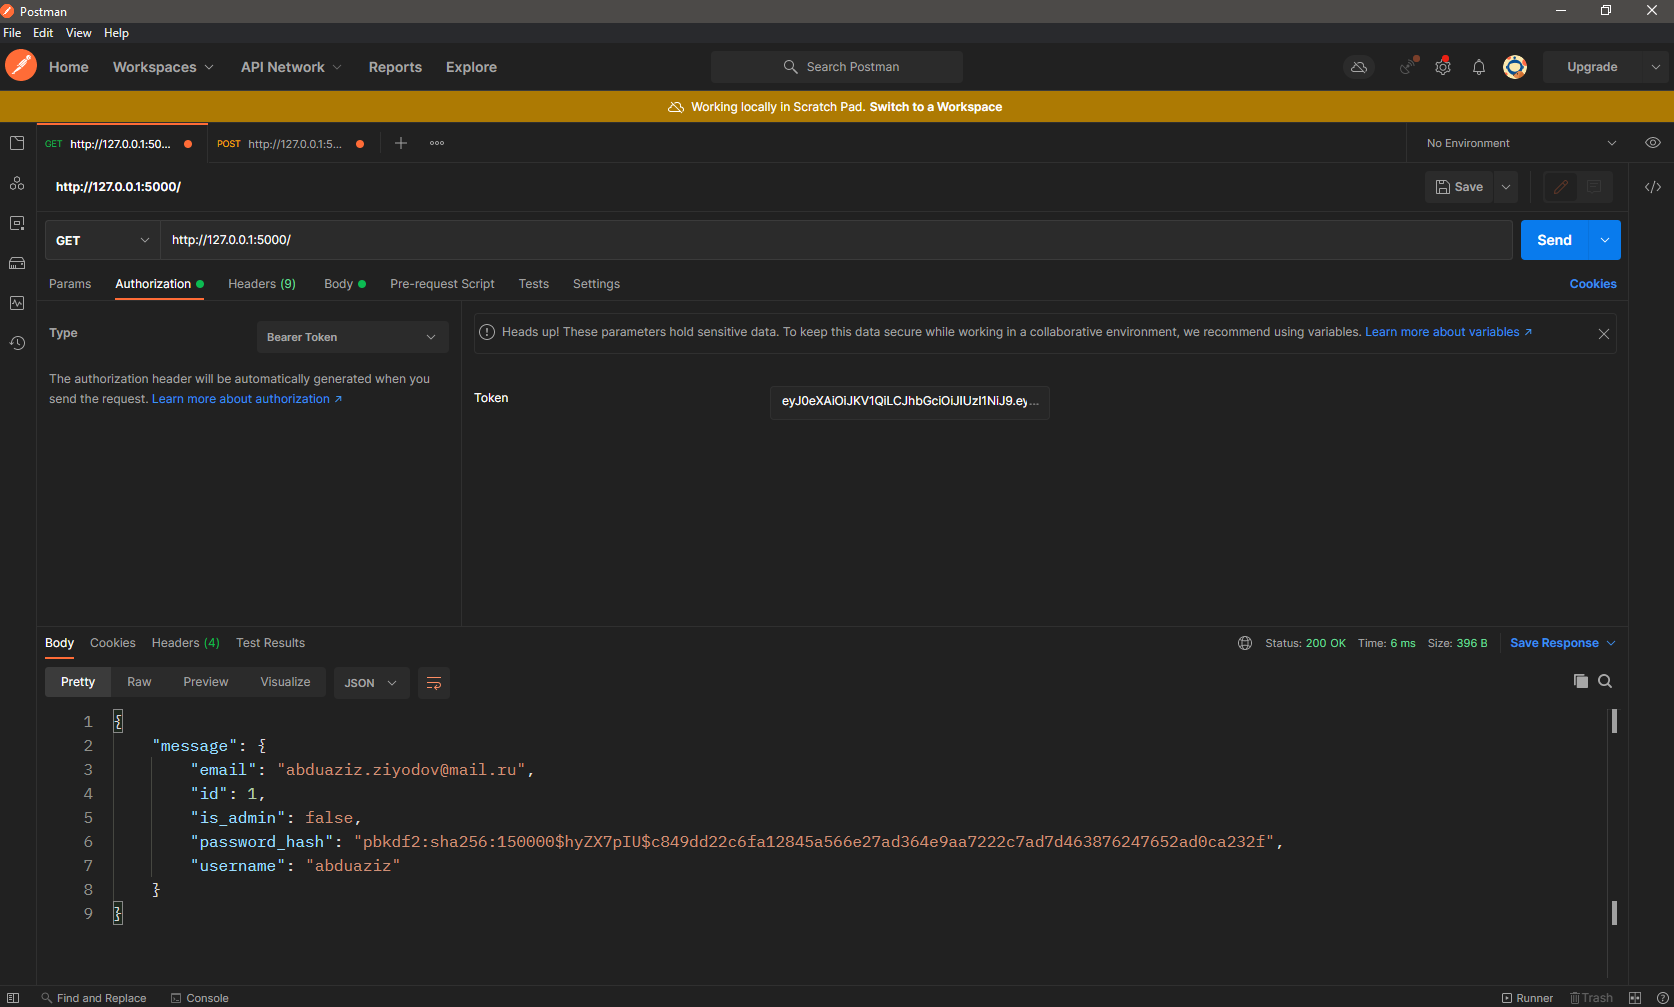 Postman
File Edit View Help
Home Workspaces API Network Reports Explore Search Postman Upgrade
Working locally in Scratch Pad. Switch to a Workspace
GET http://127.0.0.1:50... POST http://127.0.0.1:5... No Environment
http://127.0.0.1:5000/ Save
GET http://127.0.0.1:5000/ Send
Params Authorization Headers (9) Body Pre-request Script Tests Settings Cookies
Type Bearer Token
Heads up! These parameters hold sensitive data. To keep this data secure while working in a collaborative environment, we recommend using variables. Learn more about variables ↗
The authorization header will be automatically generated when you
send the request. Learn more about authorization ↗
Token eyJ0eXAiOiJKV1QiLCJhbGciOiJIUzI1NiJ9.ey...
Body Cookies Headers (4) Test Results Status: 200 OK Time: 6 ms Size: 396 B Save Response
Pretty Raw Preview Visualize JSON
1 {
2 "message": {
3 "email": "abduaziz.ziyodov@mail.ru",
4 "id": 1,
5 "is_admin": false,
6 "password_hash": "pbkdf2:sha256:150000$hyZX7pIU$c849dd22c6fa12845a566e27ad364e9aa7222c7ad7d463876247652ad0ca232f",
7 "username": "abduaziz"
8 }
9 }
Find and Replace Console Runner Trash